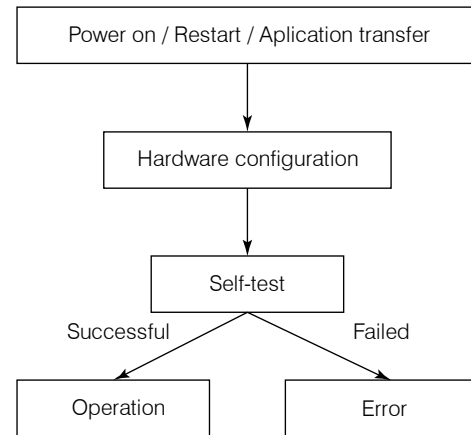 Power on / Restart / Aplication transfer
Hardware configuration
Self-test
Successful
Failed
Operation
Error